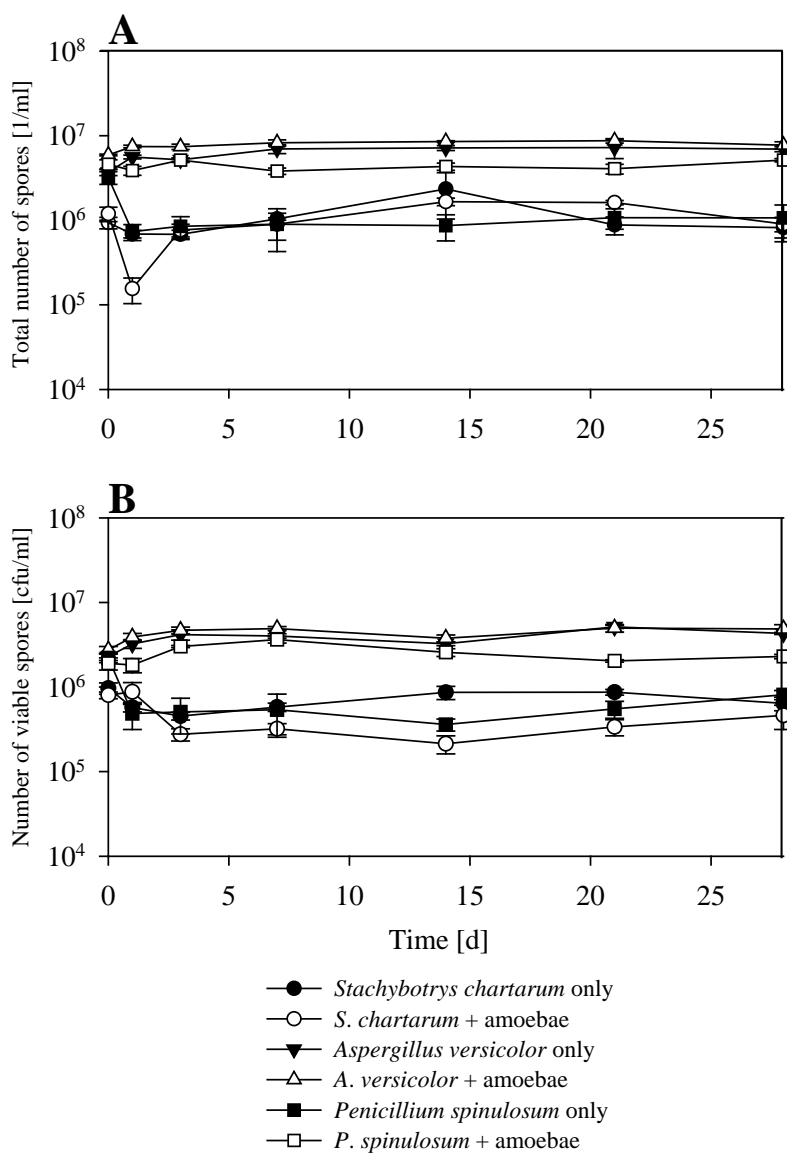 A
Total number of spores [1/ml]
10^8
10^7
10^6
10^5
10^4
0 5 10 15 20 25
B
Number of viable spores [cfu/ml]
10^8
10^7
10^6
10^5
10^4
0 5 10 15 20 25
Time [d]
Stachybotrys chartarum only
S. chartarum + amoebae
Aspergillus versicolor only
A. versicolor + amoebae
Penicillium spinulosum only
P. spinulosum + amoebae